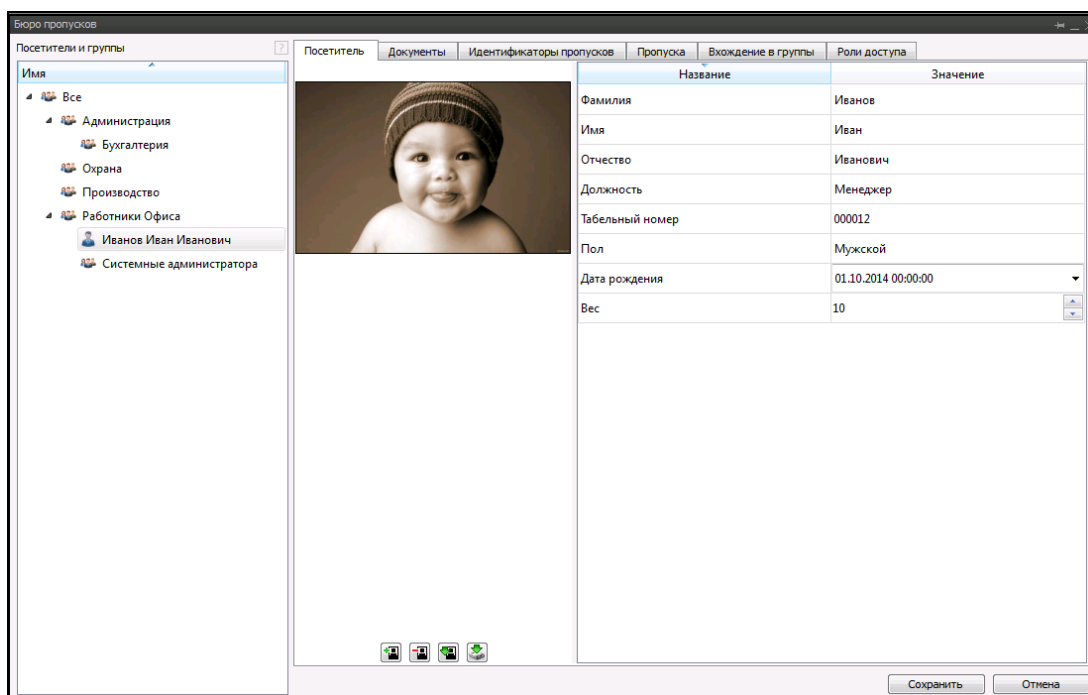 Бюро пропусков
Посетители и группы
?
Посетитель
Документы
Идентификаторы пропусков
Пропуска
Вхождение в группы
Роли доступа
Имя
Все
Администрация
Бухгалтерия
Охрана
Производство
Работники Офиса
Иванов Иван Иванович
Системные администратора
Название Значение
Фамилия Иванов
Имя Иван
Отчество Иванович
Должность Менеджер
Табельный номер 000012
Пол Мужской
Дата рождения 01.10.2014 00:00:00
Вес 10
Сохранить
Отмена